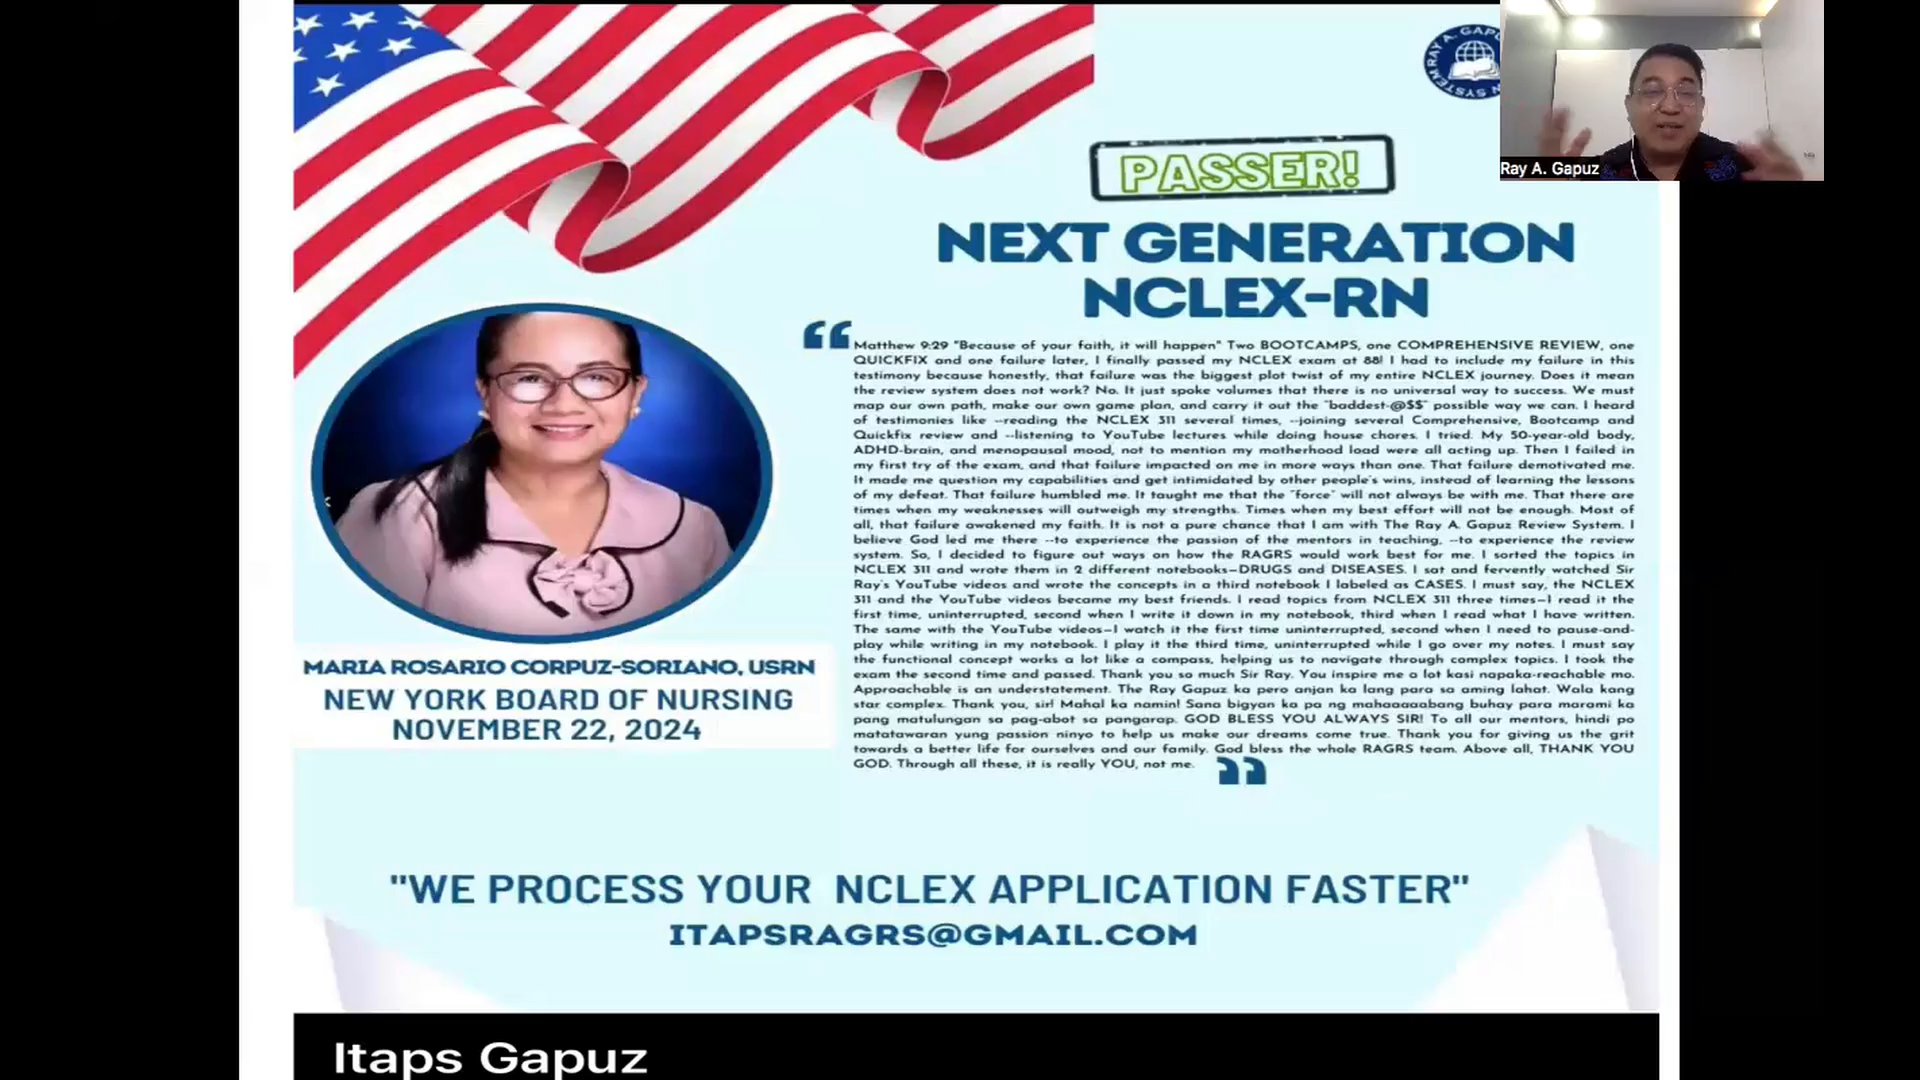 RAY A. GAPUZ
SYSTEM
Ray A. Gapuz
PASSER!
NEXT GENERATION
NCLEX-RN
“ Matthew 9:29 "Because of your faith, it will happen" Two BOOTCAMPS, one COMPREHENSIVE REVIEW, one
QUICKFIX and one failure later, I finally passed my NCLEX exam at 88! I had to include my failure in this
testimony because honestly, that failure was the biggest plot twist of my entire NCLEX journey. Does it mean
the review system does not work? No. It just spoke volumes that there is no universal way to success. We must
map our own path, make our own game plan, and carry it out the "baddest-@$$" possible way we can. I heard
of testimonies like --reading the NCLEX 311 several times, --joining several Comprehensive, Bootcamp and
Quickfix review and --listening to YouTube lectures while doing house chores. I tried. My 50-year-old body,
ADHD-brain, and menopausal mood, not to mention my motherhood load were all acting up. Then I failed in
my first try of the exam, and that failure impacted on me in more ways than one. That failure demotivated me.
It made me question my capabilities and get intimidated by other people's wins, instead of learning the lessons
of my defeat. That failure humbled me. It taught me that the "force" will not always be with me. That there are
times when my weaknesses will outweigh my strengths. Times when my best effort will not be enough. Most of
all, that failure awakened my faith. It is not a pure chance that I am with The Ray A. Gapuz Review System. I
believe God led me there --to experience the passion of the mentors in teaching, --to experience the review
system. So, I decided to figure out ways on how the RAGRS would work best for me. I sorted the topics in
NCLEX 311 and wrote them in 2 different notebooks—DRUGS and DISEASES. I sat and fervently watched Sir
Ray's YouTube videos and wrote the concepts in a third notebook I labeled as CASES. I must say, the NCLEX
311 and the YouTube videos became my best friends. I read topics from NCLEX 311 three times—I read it the
first time, uninterrupted, second when I write it down in my notebook, third when I read what I have written.
The same with the YouTube videos—I watch it the first time uninterrupted, second when I need to pause-and-
play while writing in my notebook. I play it the third time, uninterrupted while I go over my notes. I must say
the functional concept works a lot like a compass, helping us to navigate through complex topics. I took the
exam the second time and passed. Thank you so much Sir Ray. You inspire me a lot kasi napaka-reachable mo.
Approachable is an understatement. The Ray Gapuz ka pero anjan ka lang para sa aming lahat. Wala kang
star complex. Thank you, sir! Mahal ka namin! Sana bigyan ka pa ng mahaaaaabang buhay para marami ka
pang matulungan sa pag-abot sa pangarap. GOD BLESS YOU ALWAYS SIR! To all our mentors, hindi po
matatawaran yung passion ninyo to help us make our dreams come true. Thank you for giving us the grit
towards a better life for ourselves and our family. God bless the whole RAGRS team. Above all, THANK YOU
GOD. Through all these, it is really YOU, not me. ”
MARIA ROSARIO CORPUZ-SORIANO, USRN
NEW YORK BOARD OF NURSING
NOVEMBER 22, 2024
"WE PROCESS YOUR NCLEX APPLICATION FASTER"
ITAPSRAGRS@GMAIL.COM
Itaps Gapuz